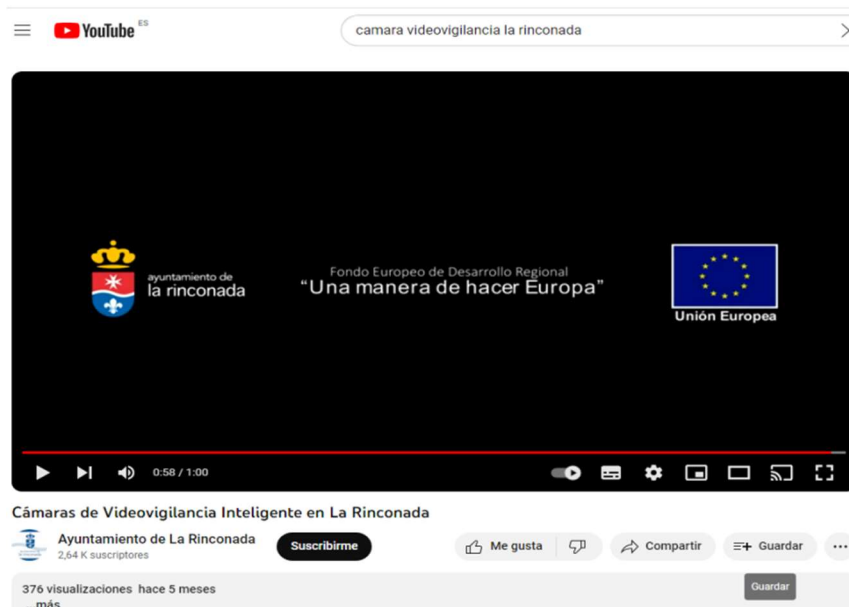 YouTube ES
camara videovigilancia la rinconada
ayuntamiento de
la rinconada
Fondo Europeo de Desarrollo Regional
“Una manera de hacer Europa”
Unión Europea
0:58 / 1:00
Cámaras de Videovigilancia Inteligente en La Rinconada
Ayuntamiento de La Rinconada
2,64 K suscriptores
Suscribirme
Me gusta
Compartir
Guardar
376 visualizaciones hace 5 meses
...más
Guardar